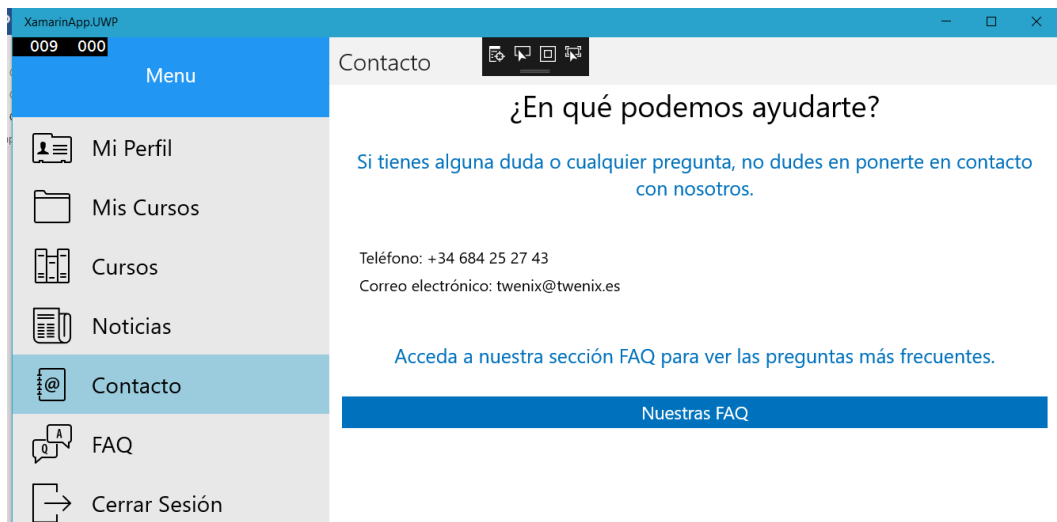 XamarinApp.UWP
009 000
Menu
Mi Perfil
Mis Cursos
Cursos
Noticias
Contacto
FAQ
Cerrar Sesión
Contacto
¿En qué podemos ayudarte?
Si tienes alguna duda o cualquier pregunta, no dudes en ponerte en contacto
con nosotros.
Teléfono: +34 684 25 27 43
Correo electrónico: twenix@twenix.es
Acceda a nuestra sección FAQ para ver las preguntas más frecuentes.
Nuestras FAQ